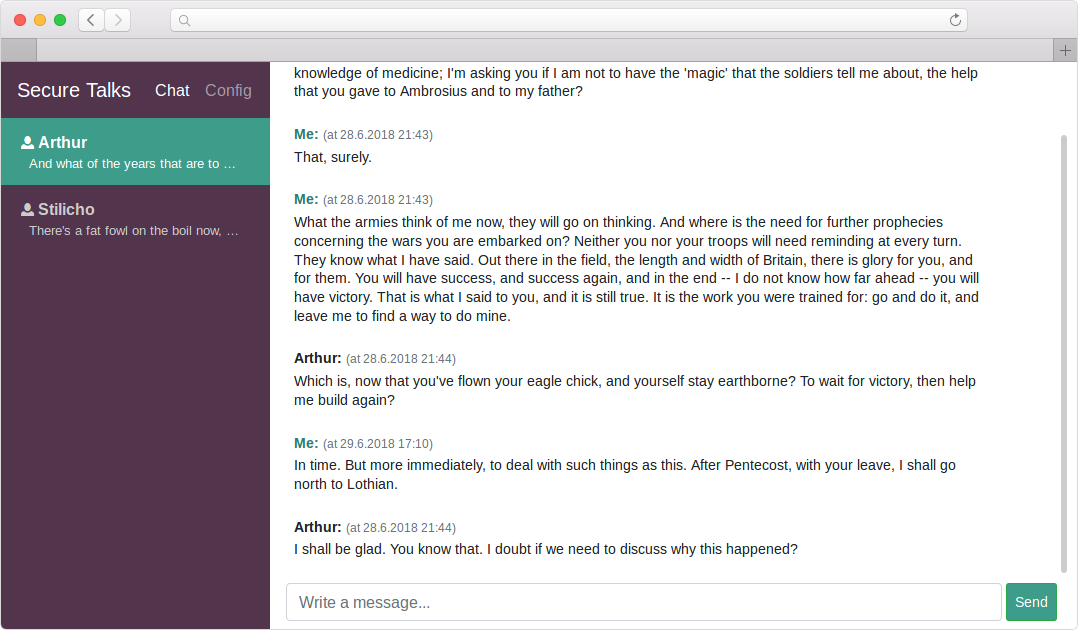 Secure Talks Chat Config
Arthur
And what of the years that are to …
Stilicho
There's a fat fowl on the boil now, …
knowledge of medicine; I'm asking you if I am not to have the 'magic' that the soldiers tell me about, the help
that you gave to Ambrosius and to my father?
Me: (at 28.6.2018 21:43)
That, surely.
Me: (at 28.6.2018 21:43)
What the armies think of me now, they will go on thinking. And where is the need for further prophecies
concerning the wars you are embarked on? Neither you nor your troops will need reminding at every turn.
They know what I have said. Out there in the field, the length and width of Britain, there is glory for you, and
for them. You will have success, and success again, and in the end -- I do not know how far ahead -- you will
have victory. That is what I said to you, and it is still true. It is the work you were trained for: go and do it, and
leave me to find a way to do mine.
Arthur: (at 28.6.2018 21:44)
Which is, now that you've flown your eagle chick, and yourself stay earthborne? To wait for victory, then help
me build again?
Me: (at 29.6.2018 17:10)
In time. But more immediately, to deal with such things as this. After Pentecost, with your leave, I shall go
north to Lothian.
Arthur: (at 28.6.2018 21:44)
I shall be glad. You know that. I doubt if we need to discuss why this happened?
Write a message...
Send